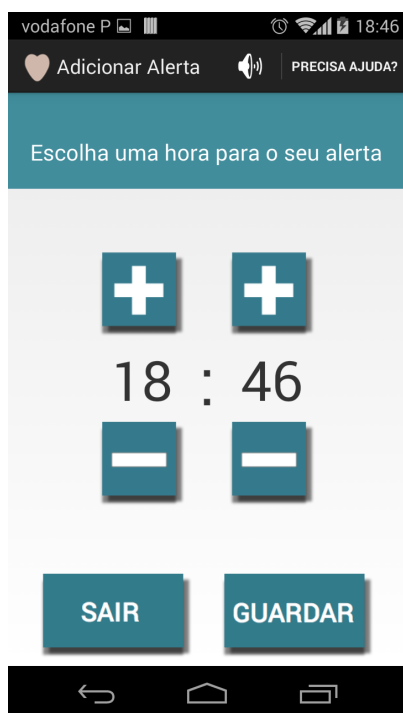 vodafone P 18:46
Adicionar Alerta PRECISA AJUDA?
Escolha uma hora para o seu alerta
18 : 46
SAIR GUARDAR